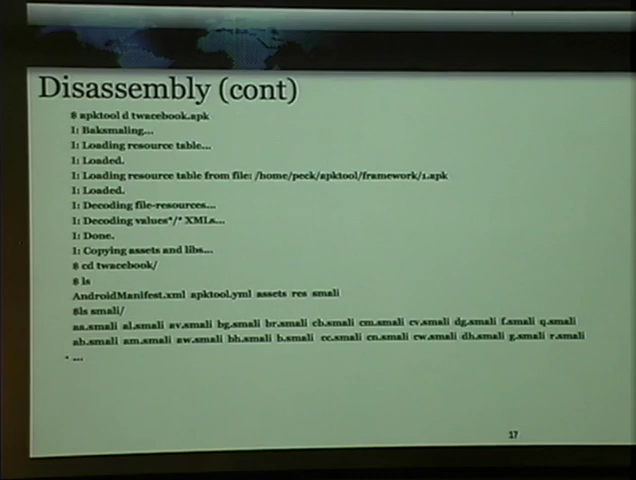 17
Disassembly (cont)
$ apktool d twacebook.apk
I: Baksmaling...
I: Loading resource table...
I: Loaded.
I: Loading resource table from file: /home/peck/apktool/framework/1.apk
I: Loaded.
I: Decoding file-resources...
I: Decoding values*/* XMLs...
I: Done.
I: Copying assets and libs...
$ cd twacebook/
$ ls
AndroidManifest.xml apktool.yml assets res smali
$ls smali/
aa.smali al.smali av.smali bg.smali br.smali cb.smali cm.smali cv.smali dg.smali f.smali q.smali
ab.smali am.smali aw.smali bh.smali b.smali cc.smali cn.smali cw.smali dh.smali g.smali r.smali
• ...
17